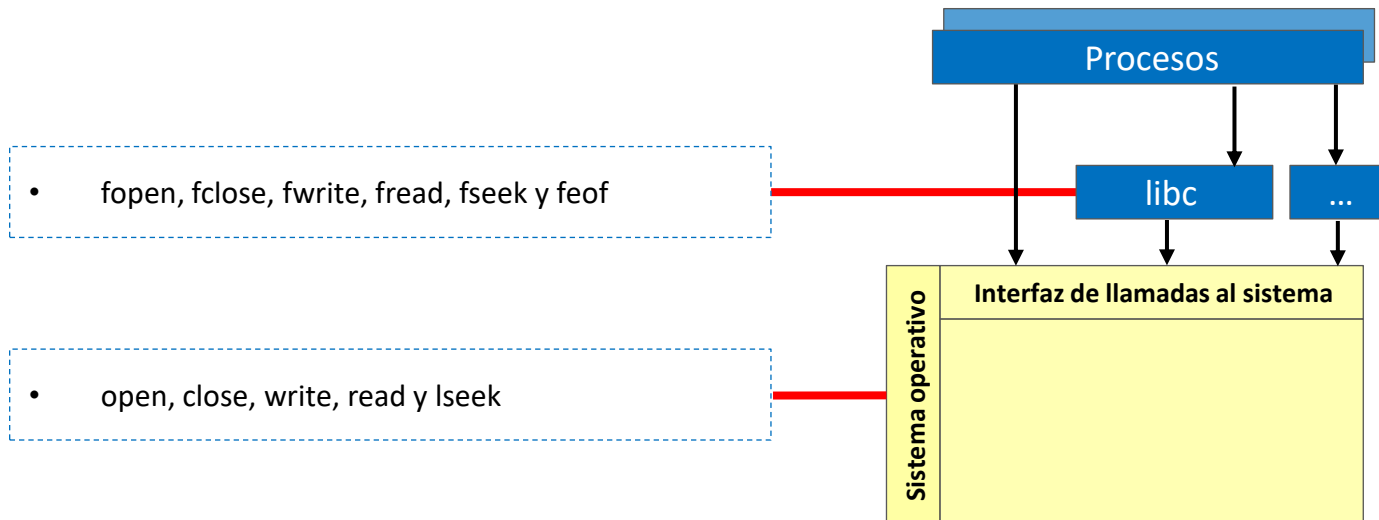 Procesos
• fopen, fclose, fwrite, fread, fseek y feof
libc
...
Interfaz de llamadas al sistema
Sistema operativo
• open, close, write, read y lseek